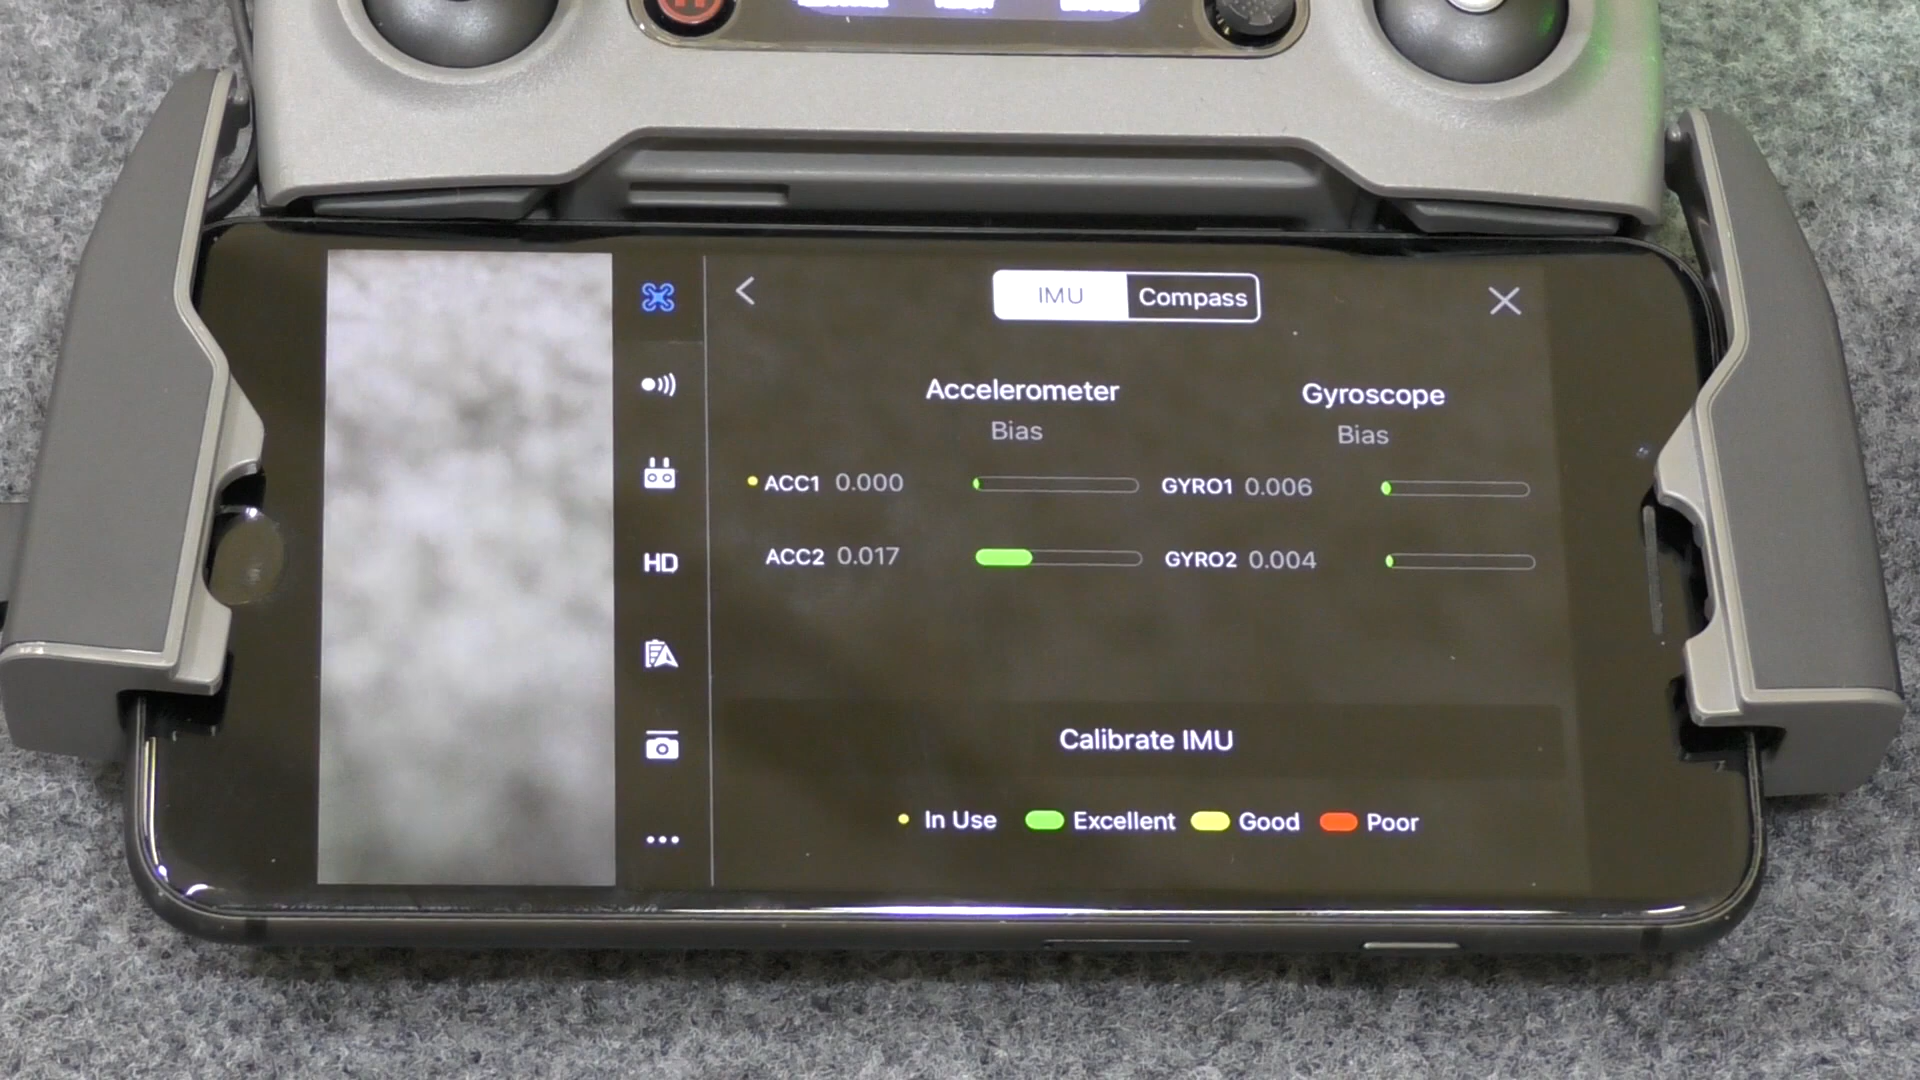 IMU Compass
Accelerometer Gyroscope
Bias Bias
ACC1 0.000 GYRO1 0.006
ACC2 0.017 GYRO2 0.004
HD
Calibrate IMU
In Use Excellent Good Poor